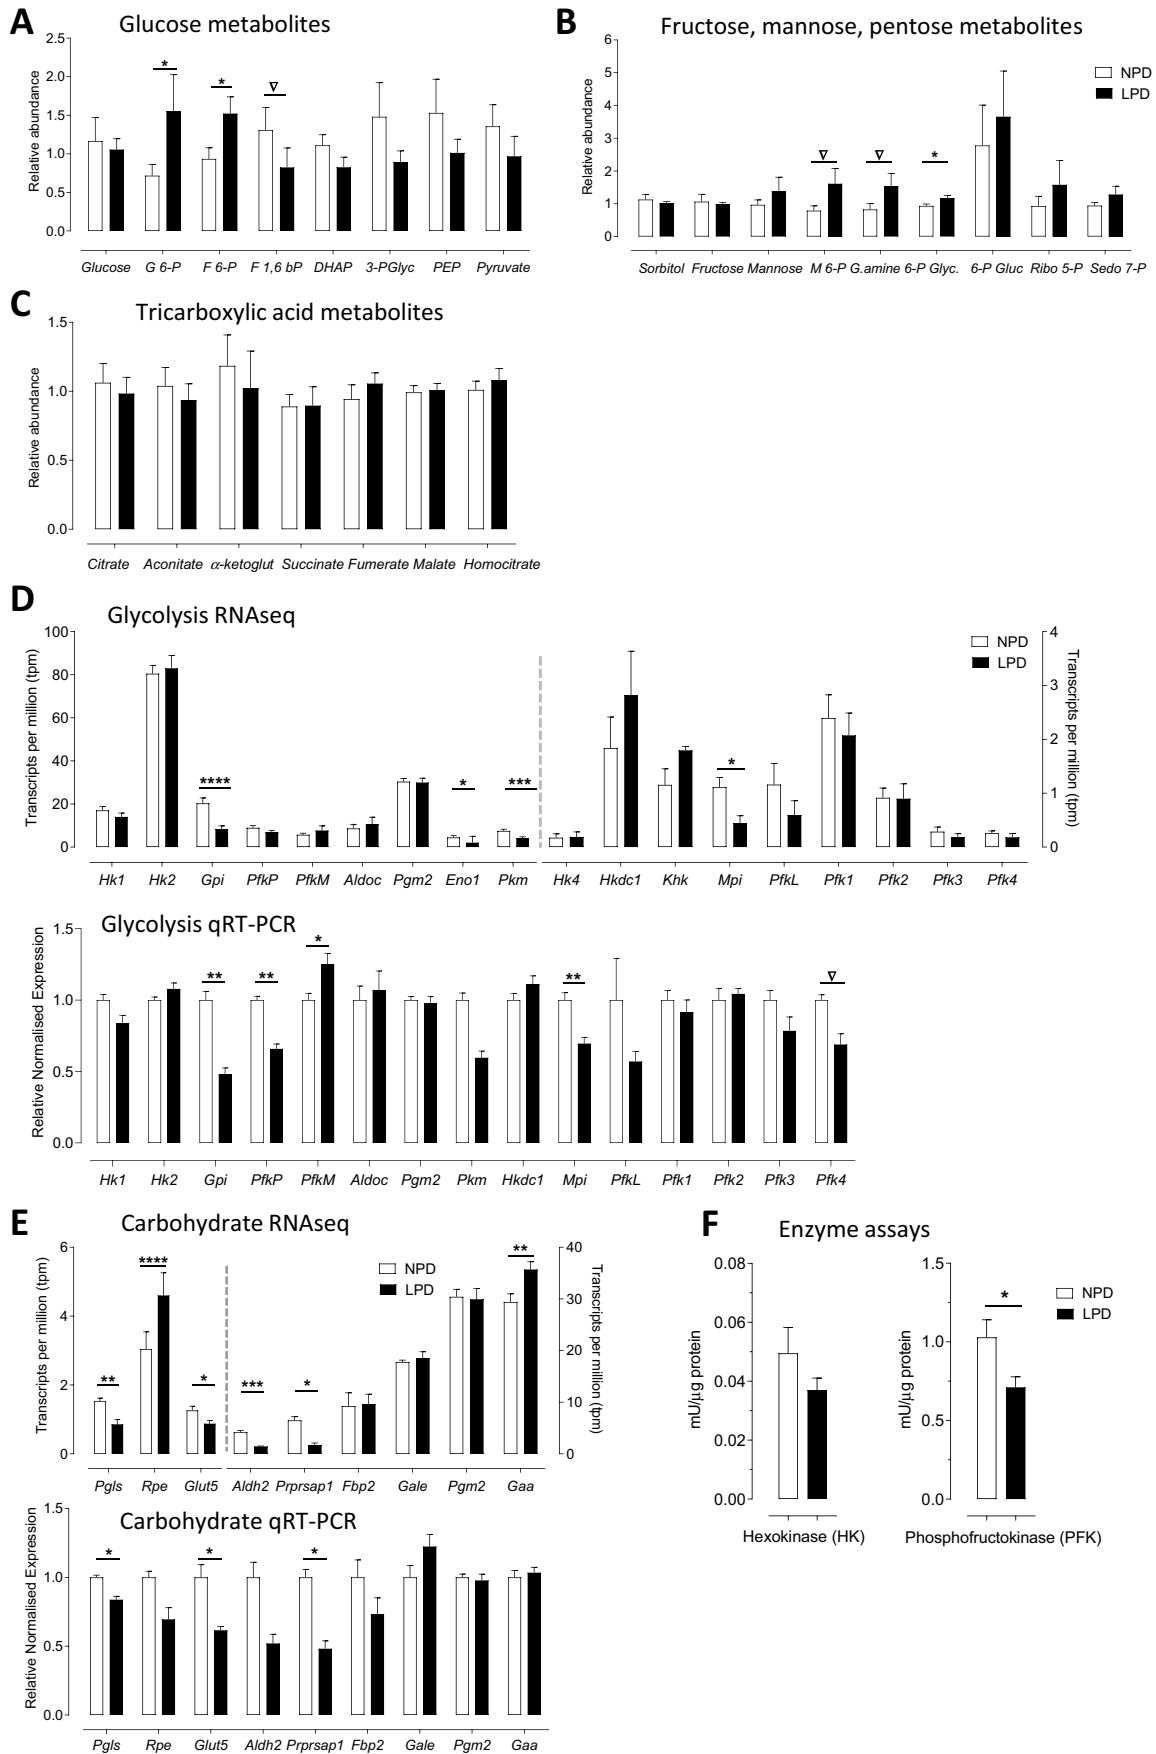 A
Glucose metabolites
Relative abundance
2.5
2.0
1.5
1.0
0.5
0.0
* * ∇
Glucose G 6-P F 6-P F 1,6 bP DHAP 3-PGlyc PEP Pyruvate
B
Fructose, mannose, pentose metabolites
Relative abundance
6
5
4
3
2
1
0
NPD
LPD
∇ ∇ *
Sorbitol Fructose Mannose M 6-P G.amine 6-P Glyc. 6-P Gluc Ribo 5-P Sedo 7-P
C
Tricarboxylic acid metabolites
Relative abundance
1.5
1.0
0.5
0.0
Citrate Aconitate α-ketoglut Succinate Fumerate Malate Homocitrate
D
Glycolysis RNAseq
Transcripts per million (tpm)
100
80
60
40
20
0
**** * *** *
NPD
LPD
4
3
2
1
0
Transcripts per million (tpm)
Hk1 Hk2 Gpi PfkP PfkM Aldoc Pgm2 Eno1 Pkm Hk4 Hkdc1 Khk Mpi PfkL Pfk1 Pfk2 Pfk3 Pfk4
Glycolysis qRT-PCR
Relative Normalised Expression
1.5
1.0
0.5
0.0
** ** * ** ∇
Hk1 Hk2 Gpi PfkP PfkM Aldoc Pgm2 Pkm Hkdc1 Mpi PfkL Pfk1 Pfk2 Pfk3 Pfk4
E
Carbohydrate RNAseq
Transcripts per million (tpm)
6
4
2
0
** **** * *** * **
NPD
LPD
40
30
20
10
0
Transcripts per million (tpm)
Pgls Rpe Glut5 Aldh2 Prprsap1 Fbp2 Gale Pgm2 Gaa
Carbohydrate qRT-PCR
Relative Normalised Expression
1.5
1.0
0.5
0.0
* * *
Pgls Rpe Glut5 Aldh2 Prprsap1 Fbp2 Gale Pgm2 Gaa
F
Enzyme assays
mU/µg protein
0.08
0.06
0.04
0.02
0.00
Hexokinase (HK)
mU/µg protein
1.5
1.0
0.5
0.0
*
NPD
LPD
Phosphofructokinase (PFK)